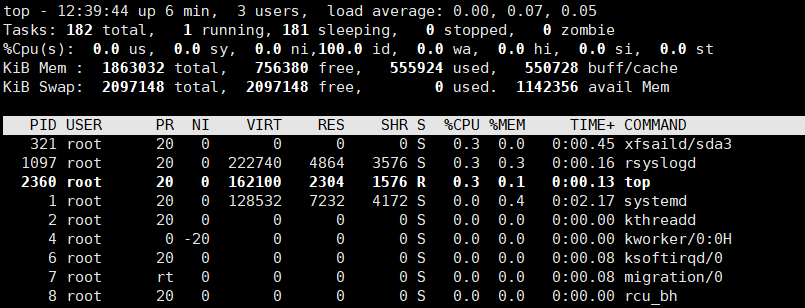 top - 12:39:44 up 6 min,  3 users,  load average: 0.00, 0.07, 0.05
Tasks: 182 total,   1 running, 181 sleeping,   0 stopped,   0 zombie
%Cpu(s):  0.0 us,  0.0 sy,  0.0 ni,100.0 id,  0.0 wa,  0.0 hi,  0.0 si,  0.0 st
KiB Mem :  1863032 total,   756380 free,   555924 used,   550728 buff/cache
KiB Swap:  2097148 total,  2097148 free,        0 used.  1142356 avail Mem
  PID USER      PR  NI    VIRT    RES    SHR S  %CPU %MEM     TIME+ COMMAND
  321 root      20   0       0      0      0 S   0.3  0.0   0:00.45 xfsaild/sda3
 1097 root      20   0  222740   4864   3576 S   0.3  0.3   0:00.16 rsyslogd
 2360 root      20   0  162100   2304   1576 R   0.3  0.1   0:00.13 top
    1 root      20   0  128532   7232   4172 S   0.0  0.4   0:02.17 systemd
    2 root      20   0       0      0      0 S   0.0  0.0   0:00.00 kthreadd
    4 root       0 -20       0      0      0 S   0.0  0.0   0:00.00 kworker/0:0H
    6 root      20   0       0      0      0 S   0.0  0.0   0:00.08 ksoftirqd/0
    7 root      rt   0       0      0      0 S   0.0  0.0   0:00.08 migration/0
    8 root      20   0       0      0      0 S   0.0  0.0   0:00.00 rcu_bh